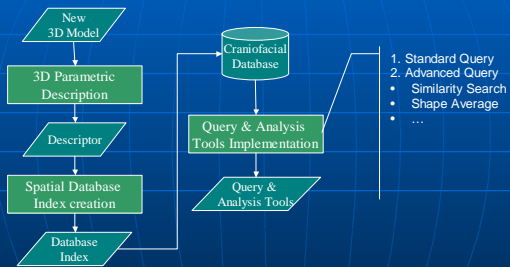 New
3D Model
3D Parametric
Description
Descriptor
Spatial Database
Index creation
Database
Index
Craniofacial
Database
Query & Analysis
Tools Implementation
Query &
Analysis Tools
1. Standard Query
2. Advanced Query
• Similarity Search
• Shape Average
• …